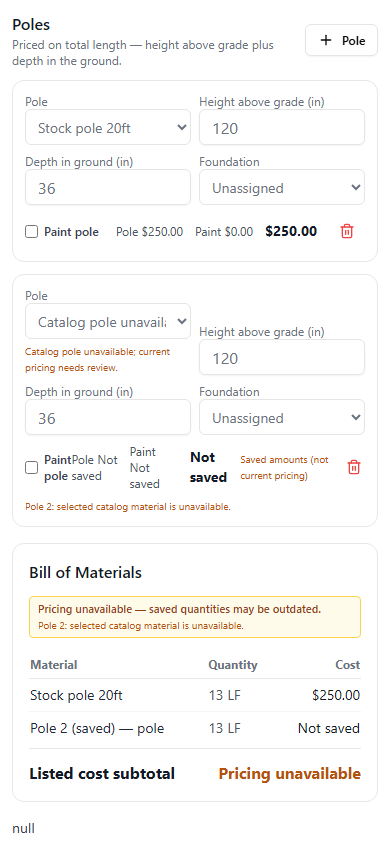 Poles
Priced on total length — height above grade plus
depth in the ground.
+ Pole
Pole
Height above grade (in)
Stock pole 20ft
120
Depth in ground (in)
Foundation
36
Unassigned
Paint pole Pole $250.00 Paint $0.00 $250.00
Pole
Catalog pole unavail
Catalog pole unavailable; current
pricing needs review.
Height above grade (in)
120
Depth in ground (in)
Foundation
36
Unassigned
Paint
pole
Pole Not
saved
Paint
Not
saved
Not
saved
Saved amounts (not
current pricing)
Pole 2: selected catalog material is unavailable.
Bill of Materials
Pricing unavailable — saved quantities may be outdated.
Pole 2: selected catalog material is unavailable.
Material Quantity Cost
Stock pole 20ft 13 LF $250.00
Pole 2 (saved) — pole 13 LF Not saved
Listed cost subtotal Pricing unavailable
null